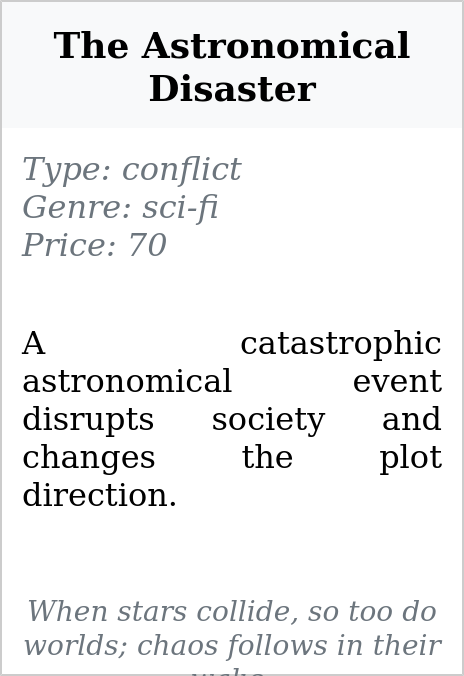 The Astronomical
Disaster
Type: conflict
Genre: sci-fi
Price: 70
A catastrophic
astronomical event
disrupts society and
changes the plot
direction.
When stars collide, so too do
worlds; chaos follows in their